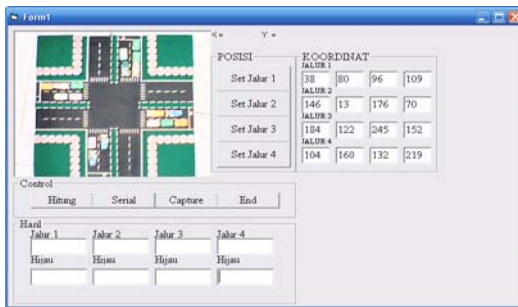 Form1
X= Y =
POSISI
Set Jalur 1
Set Jalur 2
Set Jalur 3
Set Jalur 4
KOORDINAT
JALUR 1
38 80 96 109
JALUR 2
146 13 176 70
JALUR 3
184 122 245 152
JALUR 4
104 160 132 219
Control
Hitung Serial Capture End
Hasil
Jalur 1 Jalur 2 Jalur 3 Jalur 4
Hijau Hijau Hijau Hijau